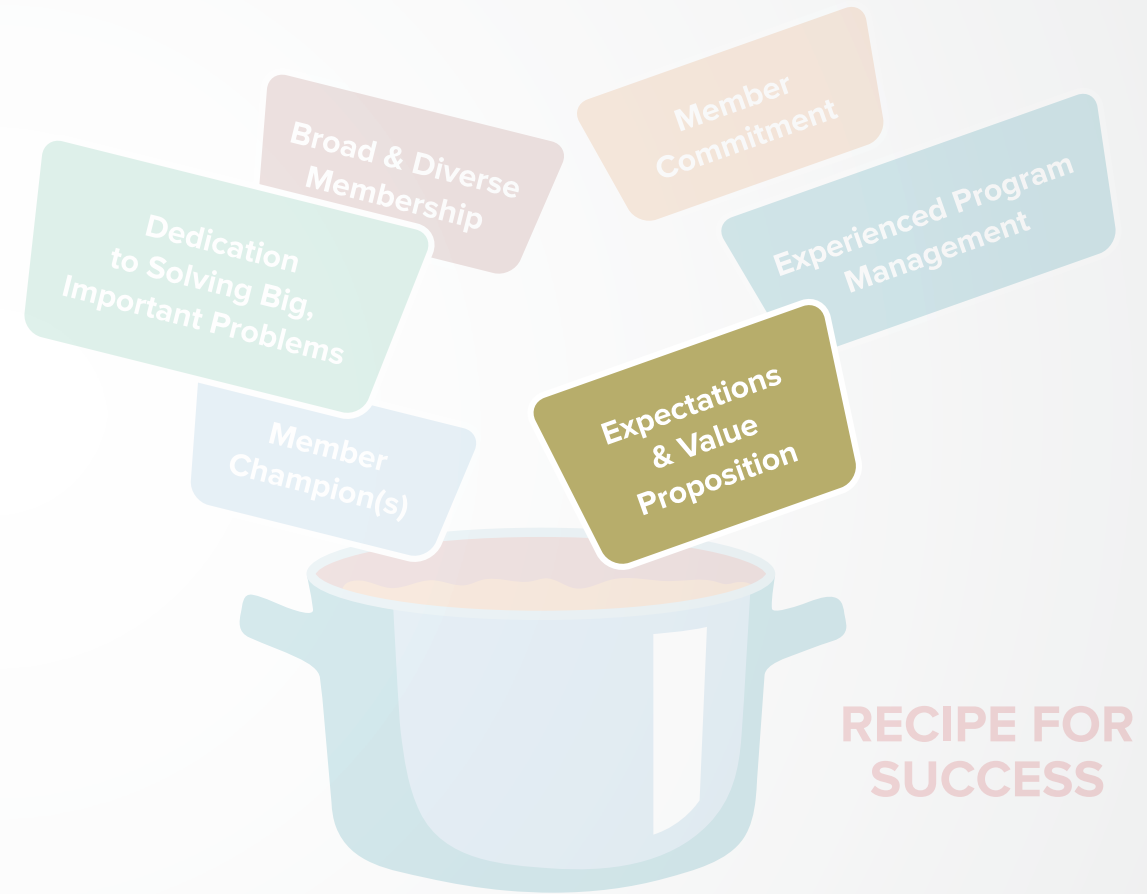 Member
Commitment
Broad & Diverse
Membership
Experienced Program
Management
Dedication
to Solving Big,
Important Problems
Expectations
& Value
Proposition
Member
Champion(s)
RECIPE FOR
SUCCESS